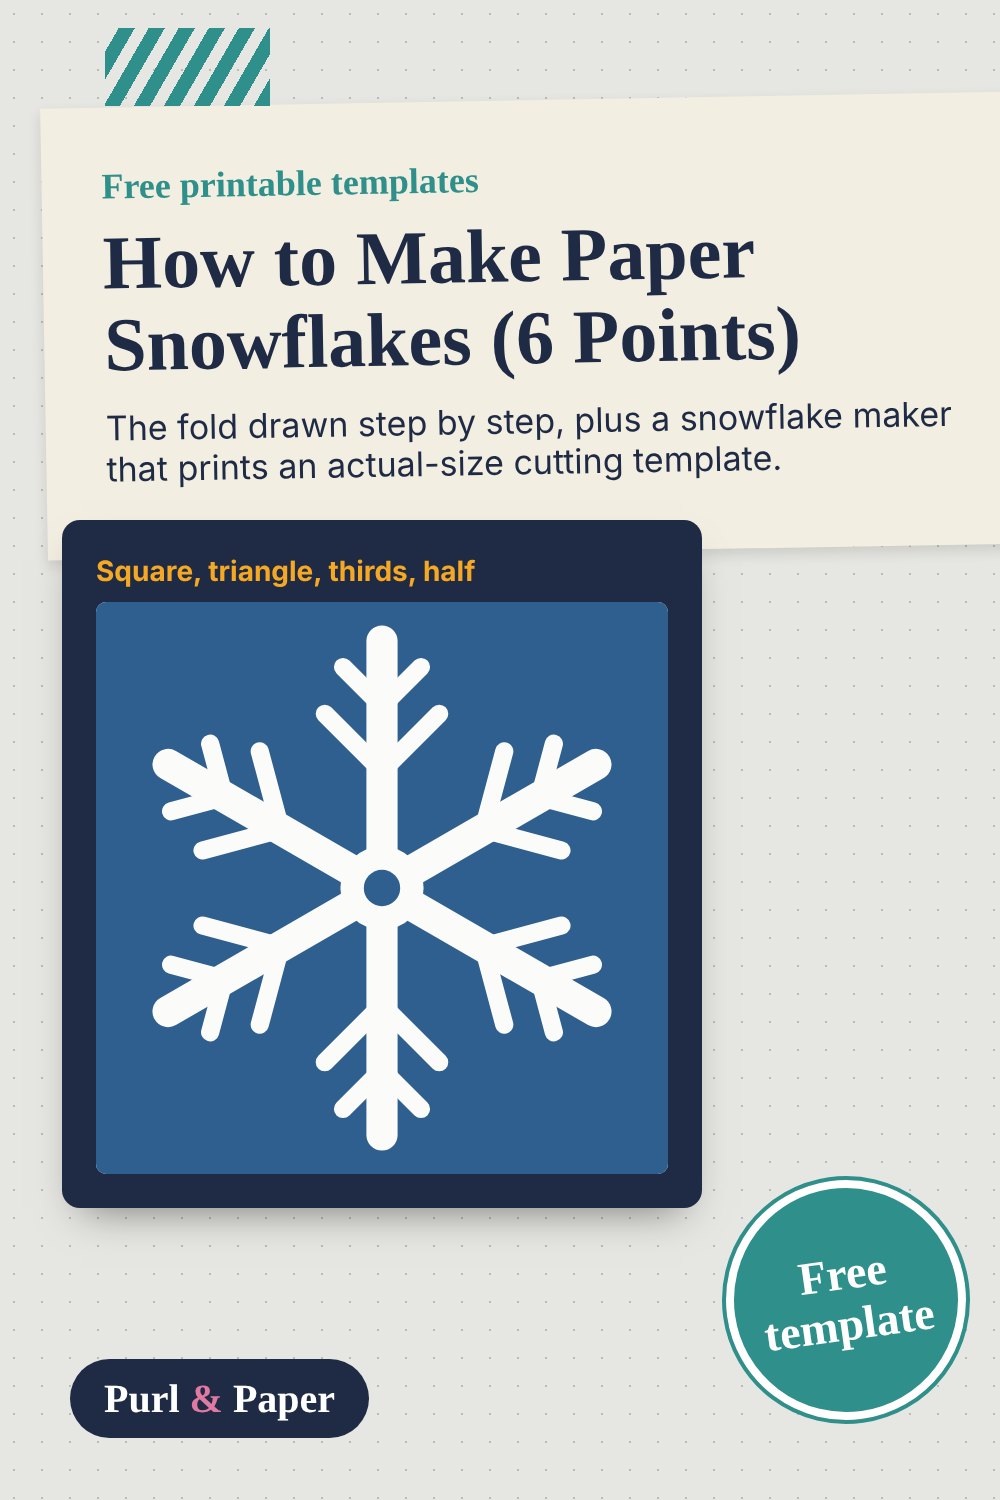 Free printable templates
How to Make Paper
Snowflakes (6 Points)
The fold drawn step by step, plus a snowflake maker
that prints an actual-size cutting template.
Square, triangle, thirds, half
Free
template
Purl & Paper